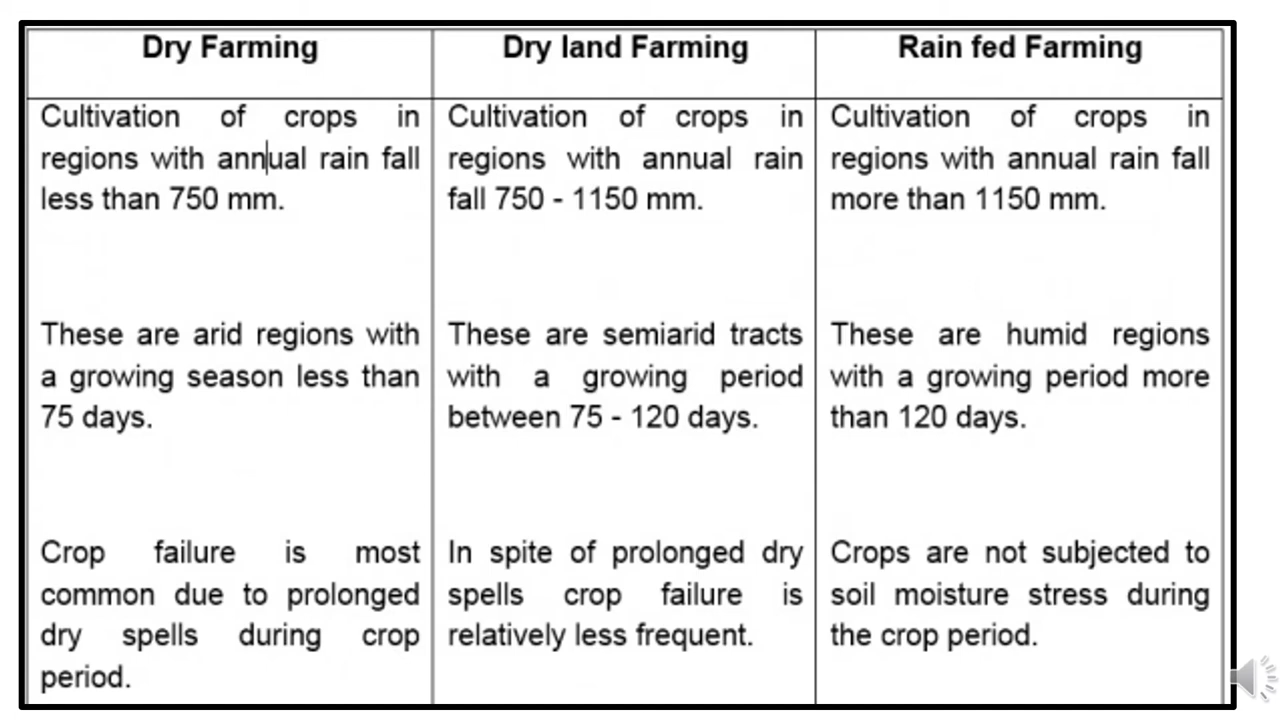 Dry Farming
Dry land Farming
Rain fed Farming
Cultivation of crops in
regions with annual rain fall
less than 750 mm.
Cultivation of crops in
regions with annual rain
fall 750 - 1150 mm.
Cultivation of crops in
regions with annual rain fall
more than 1150 mm.
These are arid regions with
a growing season less than
75 days.
These are semiarid tracts
with a growing period
between 75 - 120 days.
These are humid regions
with a growing period more
than 120 days.
Crop failure is most
common due to prolonged
dry spells during crop
period.
In spite of prolonged dry
spells crop failure is
relatively less frequent.
Crops are not subjected to
soil moisture stress during
the crop period.